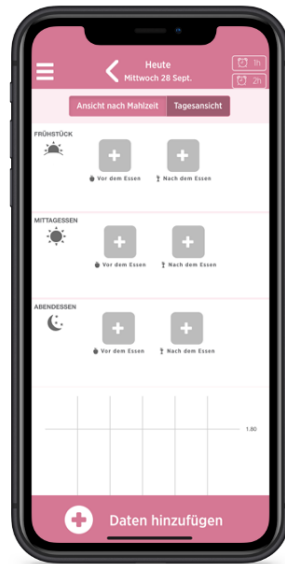 Heute
Mittwoch 28 Sept.
1h
2h
Ansicht nach Mahlzeit Tagesansicht
FRÜHSTÜCK
Vor dem Essen Nach dem Essen
MITTAGESSEN
Vor dem Essen Nach dem Essen
ABENDESSEN
Vor dem Essen Nach dem Essen
1.80
Daten hinzufügen